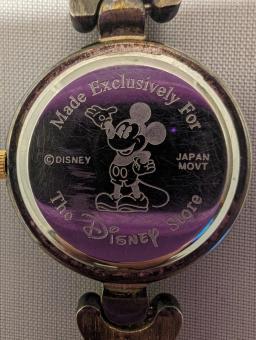 Made Exclusively For
©DISNEY
JAPAN
MOVT
The DISNEY Store